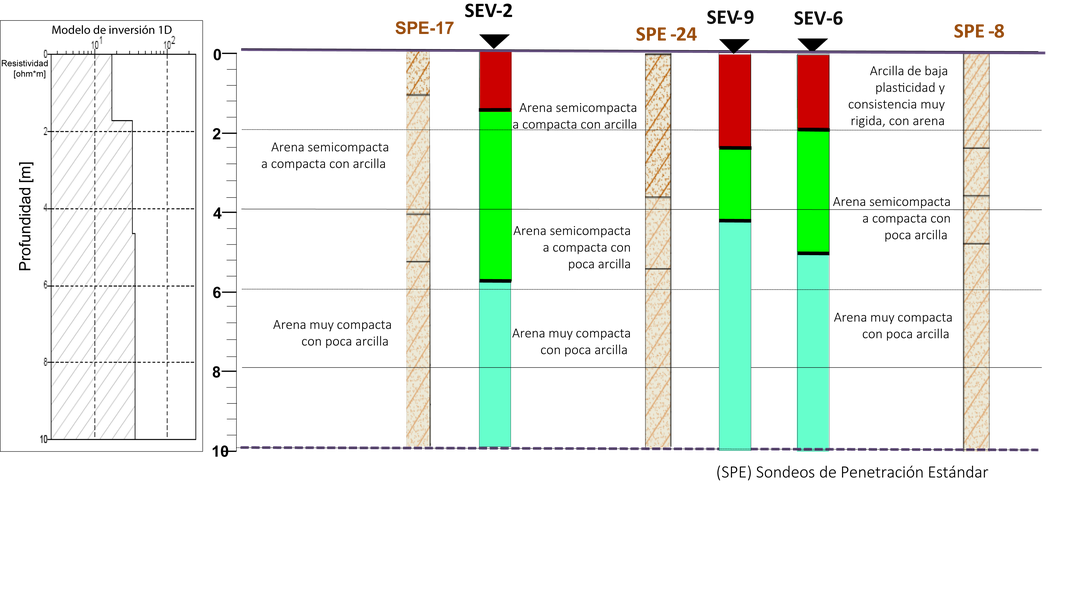 Modelo de inversión 1D
10¹ 10²
Resistividad
[ohm*m]
Profundidad [m]
0
2
4
6
8
10
SPE-17
SEV-2
SPE -24
SEV-9
SEV-6
SPE -8
0
2
4
6
8
10
Arena semicompacta
a compacta con arcilla
Arena muy compacta
con poca arcilla
Arena semicompacta
a compacta con arcilla
Arena semicompacta
a compacta con
poca arcilla
Arena muy compacta
con poca arcilla
Arcilla de baja
plasticidad y
consistencia muy
rigida, con arena
Arena semicompacta
a compacta con
poca arcilla
Arena muy compacta
con poca arcilla
(SPE) Sondeos de Penetración Estándar